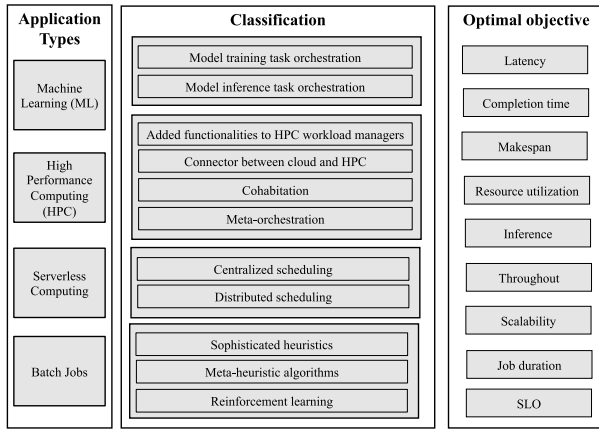 Application
Types
Machine
Learning (ML)
High
Performance
Computing
(HPC)
Serverless
Computing
Batch Jobs
Classification
Model training task orchestration
Model inference task orchestration
Added functionalities to HPC workload managers
Connector between cloud and HPC
Cohabitation
Meta-orchestration
Centralized scheduling
Distributed scheduling
Sophisticated heuristics
Meta-heuristic algorithms
Reinforcement learning
Optimal objective
Latency
Completion time
Makespan
Resource utilization
Inference
Throughout
Scalability
Job duration
SLO